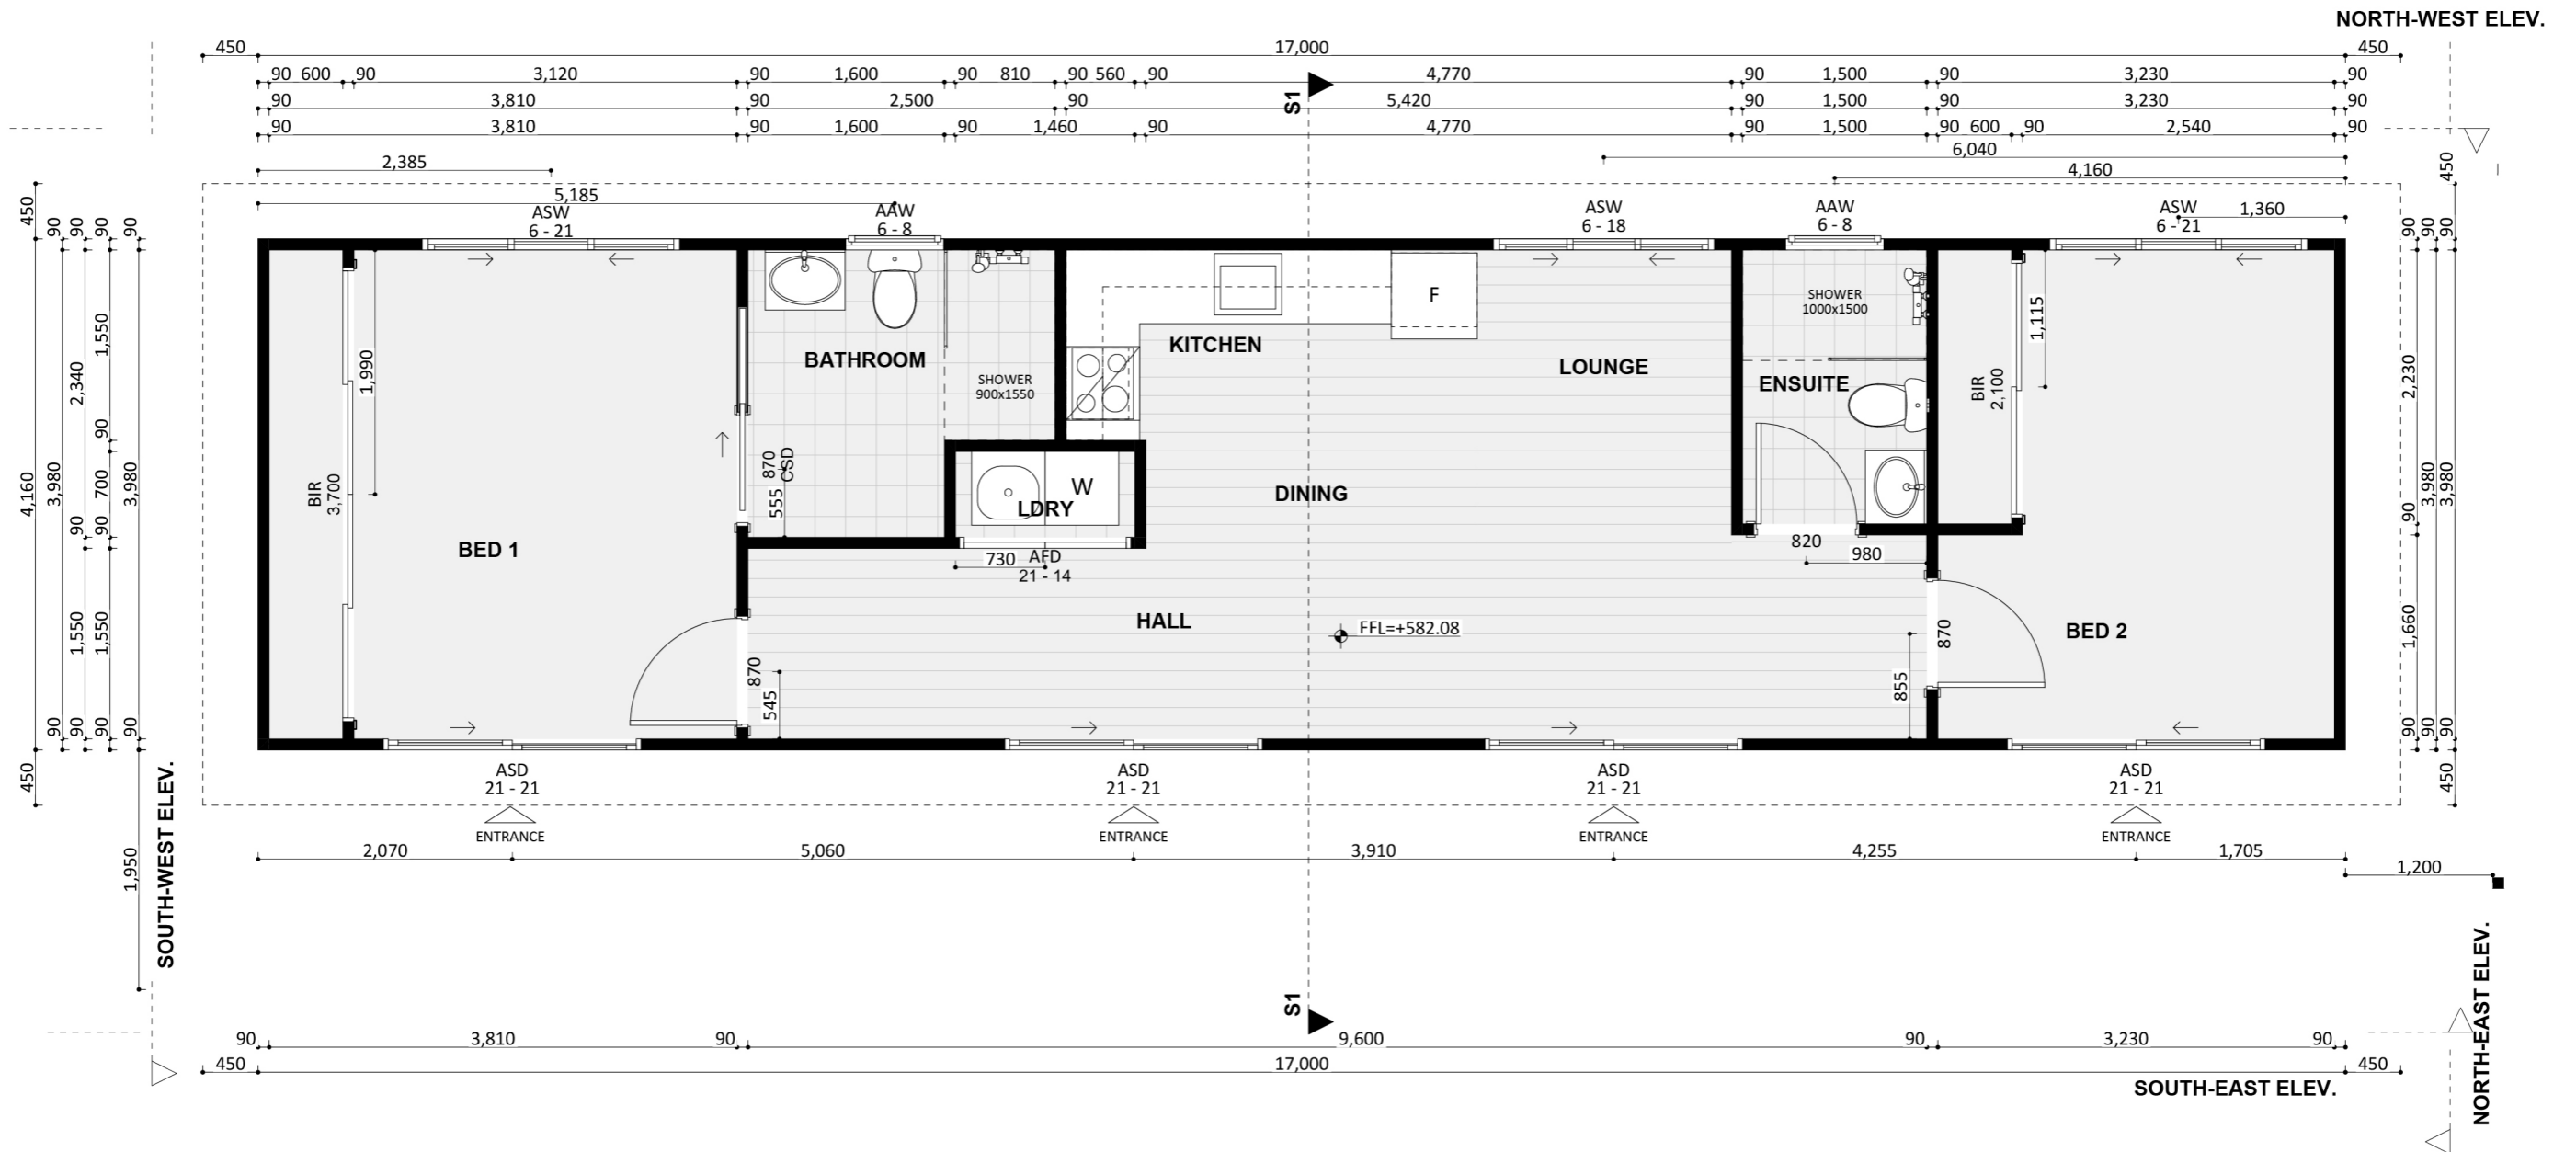 NORTH-WEST ELEV.
450 17,000 450
90 600 90 3,120 90 1,600 90 810 90 560 90 4,770 90 1,500 90 3,230 90
90 3,810 90 2,500 90 S1 5,420 90 1,500 90 3,230 90
90 3,810 90 1,600 90 1,460 90 4,770 90 1,500 90 600 90 2,540 90
2,385 6,040
4,160
5,185 1,360
ASW
6 - 21
AAW
6 - 8
ASW
6 - 18
AAW
6 - 8
ASW
6 - 21
450 4,160 450
90 3,980 90
90 2,340 90 1,550 90
90 1,550 90 700 90 1,550 90
90 3,980 90 1,950
BIR
3,700
1,990
BED 1
BATHROOM
SHOWER
900x1550
870
CSD
555
KITCHEN
F
LOUNGE
DINING
LDRY
W
730
AFD
21 - 14
HALL
FFL=+582.08
870
545
ENSUITE
SHOWER
1000x1500
820
980
870
855
BIR
2,100
1,115
BED 2
90 2,230 90 1,660 90
90 3,980 90
450 90 3,980 90 450
ASD
21 - 21
ENTRANCE
ASD
21 - 21
ENTRANCE
ASD
21 - 21
ENTRANCE
ASD
21 - 21
ENTRANCE
2,070 5,060 3,910 4,255 1,705
1,200
SOUTH-WEST ELEV.
S1
90 3,810 90 9,600 90 3,230 90
450 17,000 450
SOUTH-EAST ELEV.
NORTH-EAST ELEV.